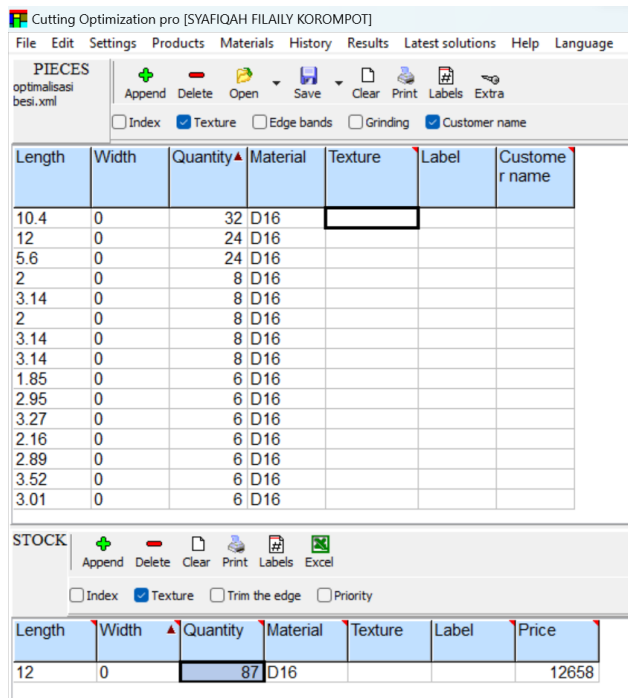 Cutting Optimization pro [SYAFIQAH FILAILY KOROMPOT]
File Edit Settings Products Materials History Results Latest solutions Help Language
PIECES
optimalisasi
besi.xml
Append Delete Open Save Clear Print Labels Extra
Index Texture Edge bands Grinding Customer name
Length Width Quantity Material Texture Label Custome
r name
10.4 0 32 D16
12 0 24 D16
5.6 0 24 D16
2 0 8 D16
3.14 0 8 D16
2 0 8 D16
3.14 0 8 D16
3.14 0 8 D16
1.85 0 6 D16
2.95 0 6 D16
3.27 0 6 D16
2.16 0 6 D16
2.89 0 6 D16
3.52 0 6 D16
3.01 0 6 D16
STOCK
Append Delete Clear Print Labels Excel
Index Texture Trim the edge Priority
Length Width Quantity Material Texture Label Price
12 0 87 D16 12658